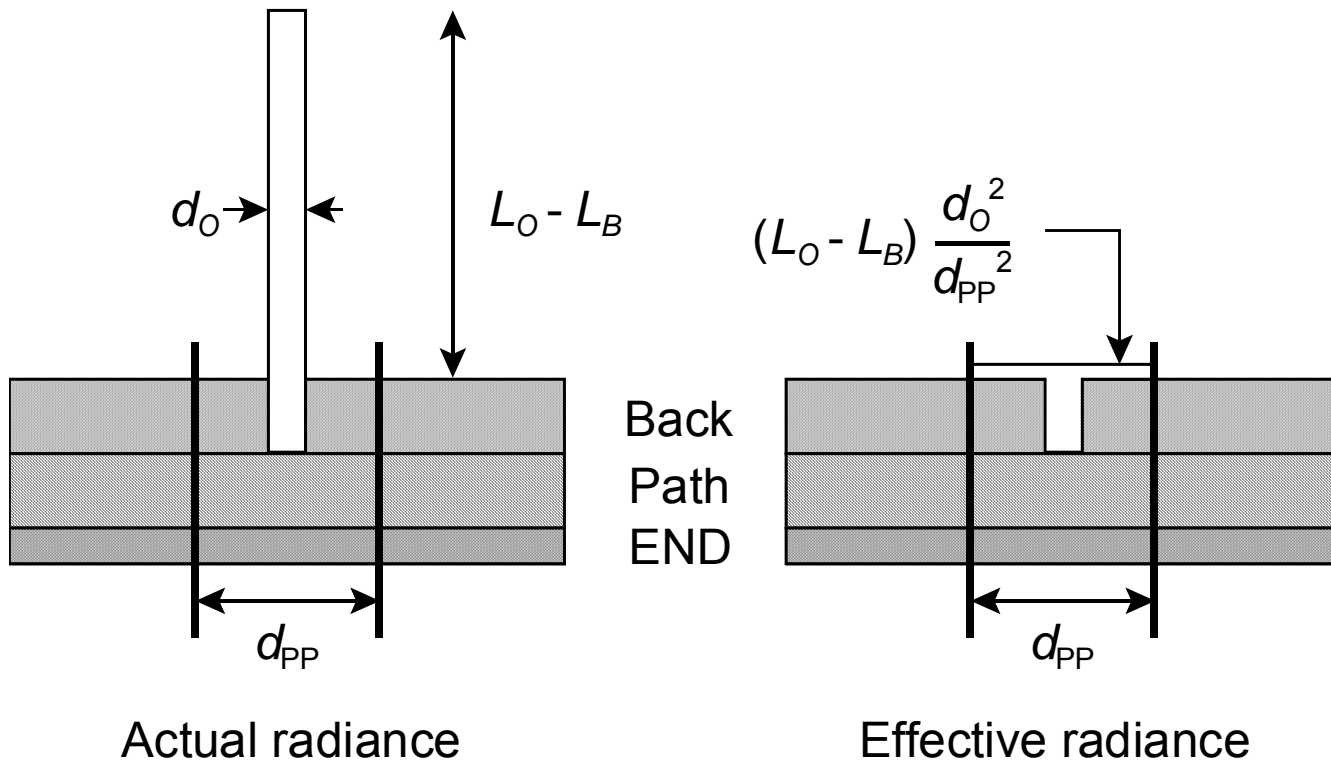 d_O
L_O - L_B
(L_O - L_B) d_O^2 / d_PP^2
Back
Path
END
d_PP
d_PP
Actual radiance
Effective radiance